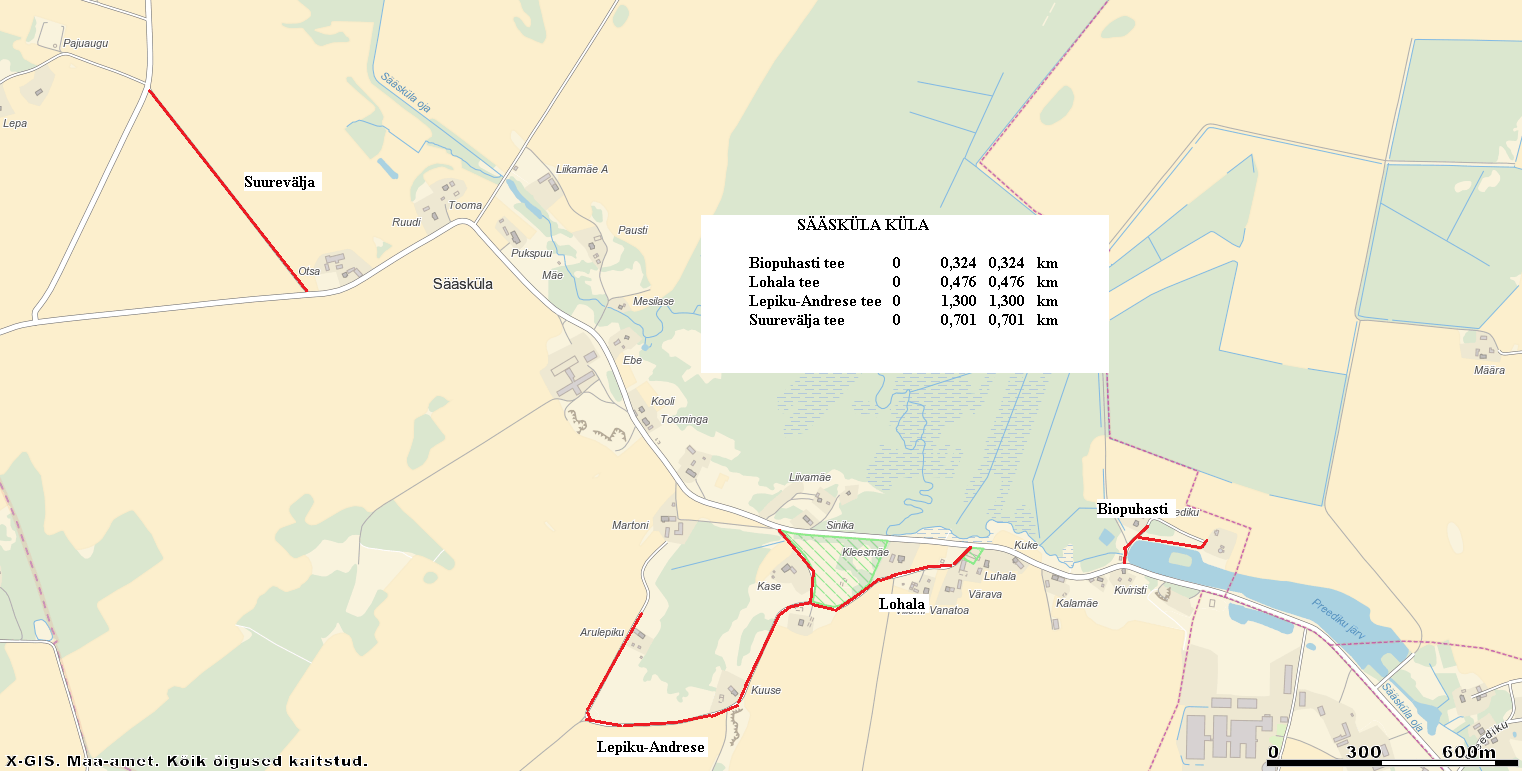 Pajuaugu
Lepa
Sääsküla oja
Suurevälja
Liikamäe A
Tooma
Ruudi
Pausti
Pukspuu
Otsa
Mäe
Sääsküla
Mesilase
SÄÄSKÜLA KÜLA
Biopuhasti tee 0 0,324 0,324 km
Lohala tee 0 0,476 0,476 km
Lepiku-Andrese tee 0 1,300 1,300 km
Suurevälja tee 0 0,701 0,701 km
Ebe
Määra
Kooli
Toominga
Liivamäe
Biopuhasti
Martoni
Sinika
Kleesmäe
Kuke
Kase
Luhala
Värava
Kiviristi
Kalamäe
Lohala
Vanatoa
Preediku järv
Arulepiku
Kuuse
Sääsküla oja
Lepiku-Andrese
0 300 600m
X-GIS. Maa-amet. Kõik õigused kaitstud.